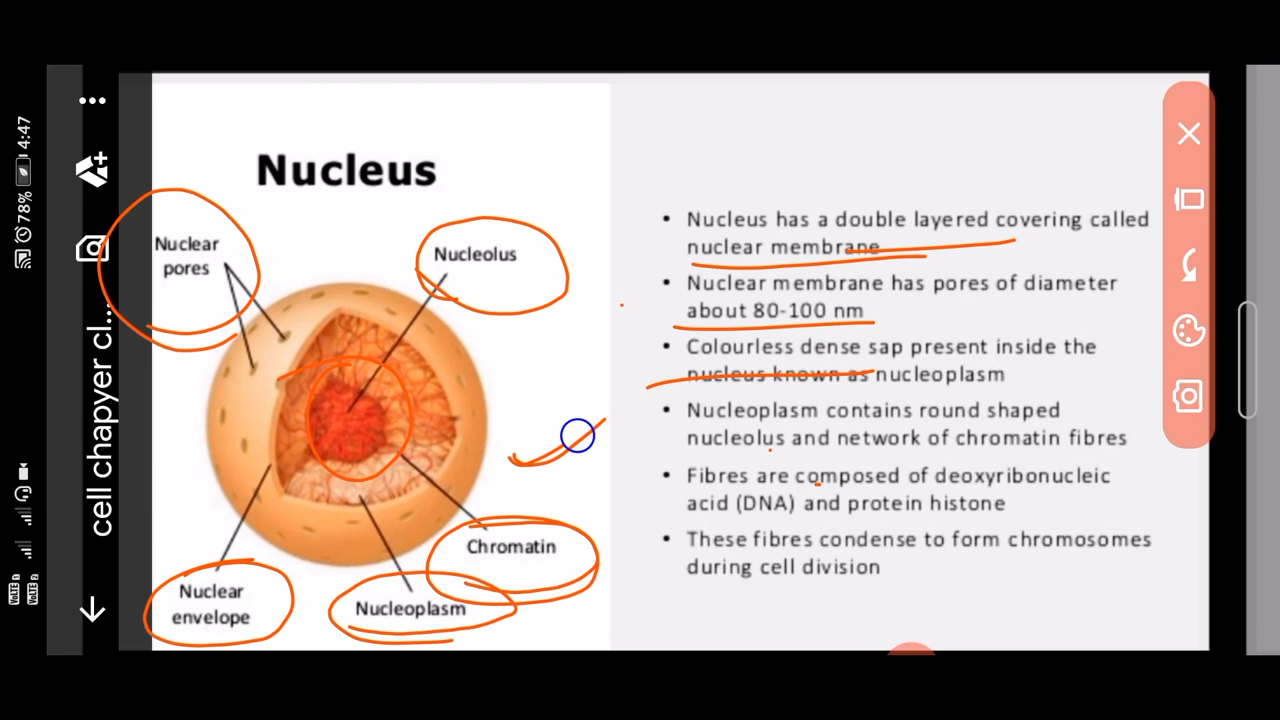 4:47
78%
cell chapyer cl...
Nucleus
Nuclear
pores
Nucleolus
Chromatin
Nucleoplasm
Nuclear
envelope
• Nucleus has a double layered covering called
nuclear membrane
• Nuclear membrane has pores of diameter
about 80-100 nm
• Colourless dense sap present inside the
nucleus known as nucleoplasm
• Nucleoplasm contains round shaped
nucleolus and network of chromatin fibres
• Fibres are composed of deoxyribonucleic
acid (DNA) and protein histone
• These fibres condense to form chromosomes
during cell division